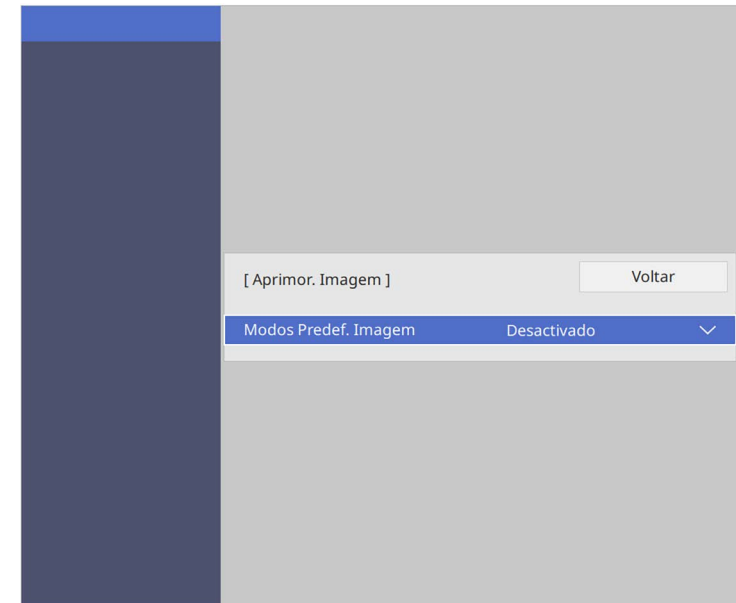 [ Aprimor. Imagem ]
Voltar
Modos Predef. Imagem
Desactivado